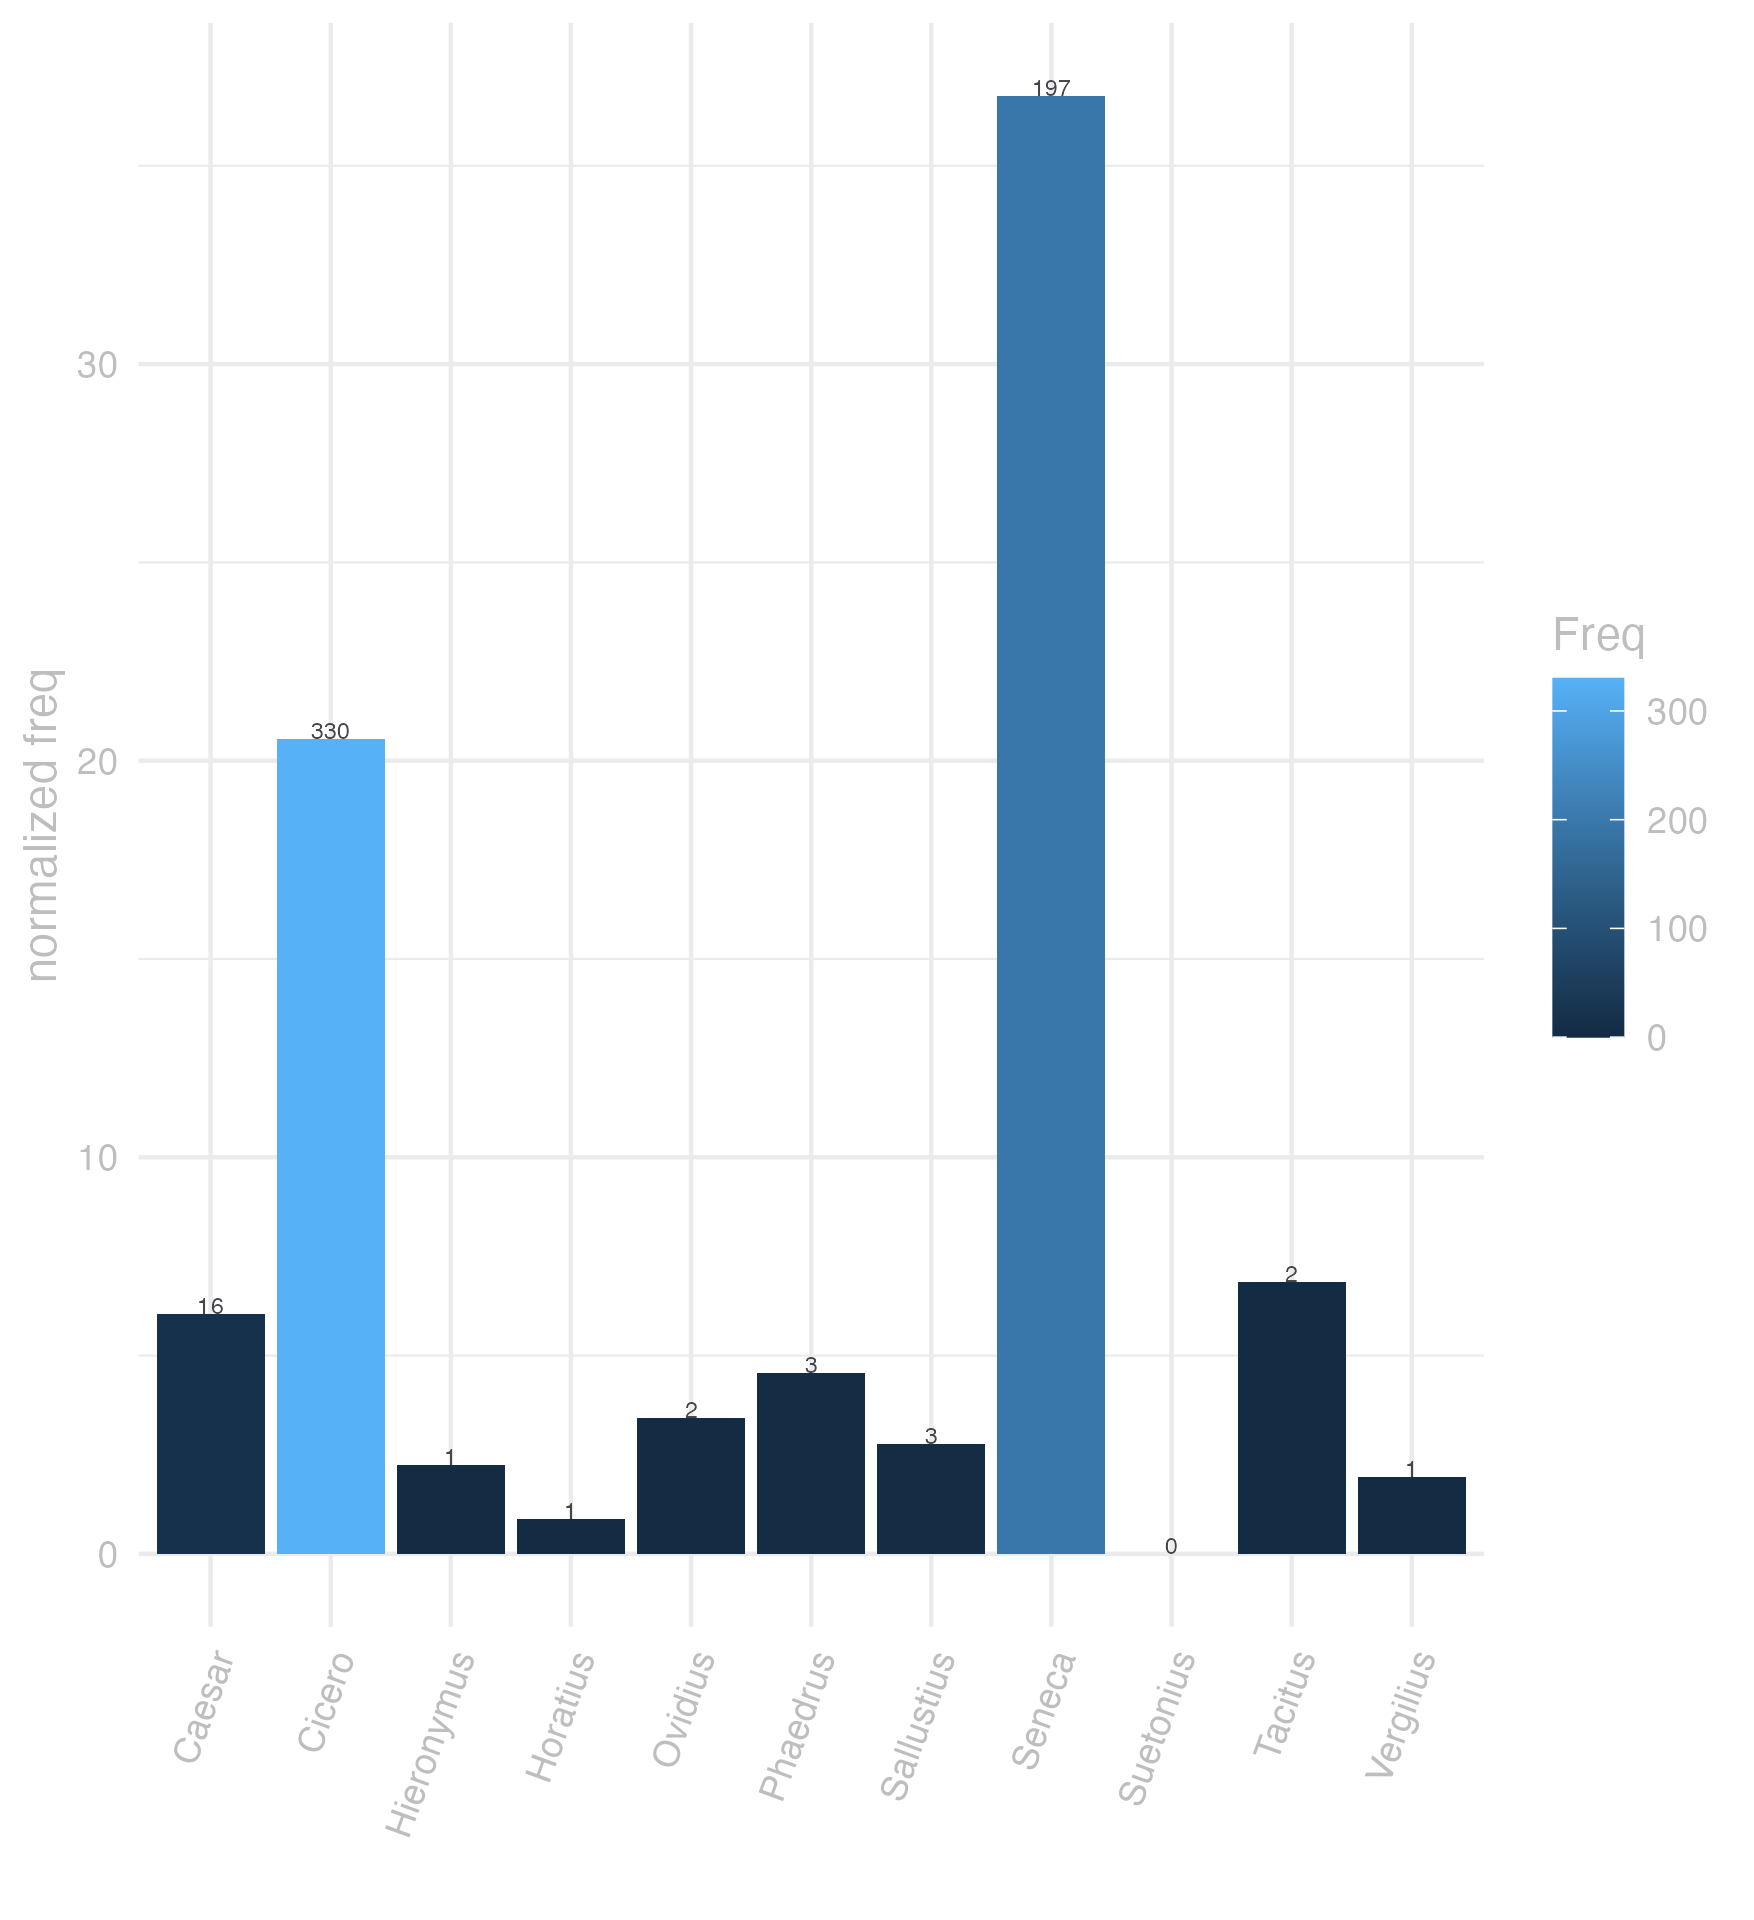 197
30
Freq
300
normalized freq
330
20
200
100
0
10
2
16
3
2
3
1
1
1
0
0
Caesar
Cicero
Hieronymus
Horatius
Ovidius
Phaedrus
Sallustius
Seneca
Suetonius
Tacitus
Vergilius